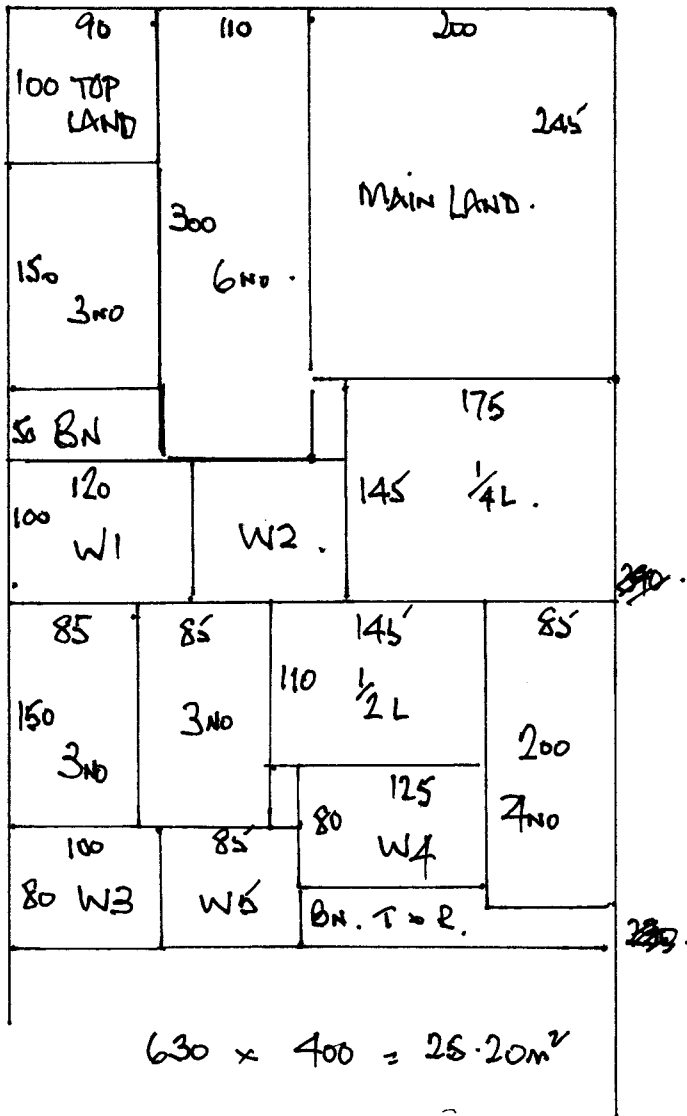 90 110 200
100 TOP
LAND
245
MAIN LAND.
300
6NO.
150
3NO
175
50 BN
120
100
W1
W2.
145 1/4L.
85 85 145 85
110 1/2L
150
3NO
3NO
200
4NO
125
80
W4
100 85
80 W3 W5
BN. T & R.
630 x 400 = 25.20m²